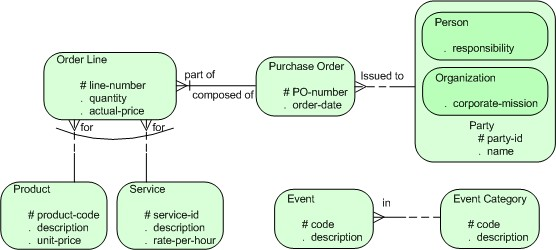 Order Line
# line-number
. quantity
. actual-price
part of
composed of
Purchase Order
# PO-number
. order-date
Issued to
Person
. responsibility
Organization
. corporate-mission
Party
# party-id
. name
for
for
Product
# product-code
. description
. unit-price
Service
# service-id
. description
. rate-per-hour
Event
# code
. description
in
Event Category
# code
. description